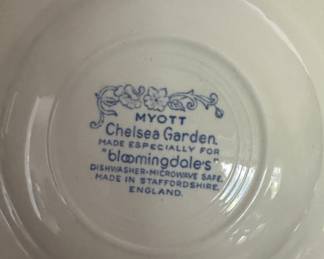 MYOTT
Chelsea Garden.
MADE ESPECIALLY FOR
"bloomingdale's"
DISHWASHER-MICROWAVE SAFE.
MADE IN STAFFORDSHIRE.
ENGLAND.